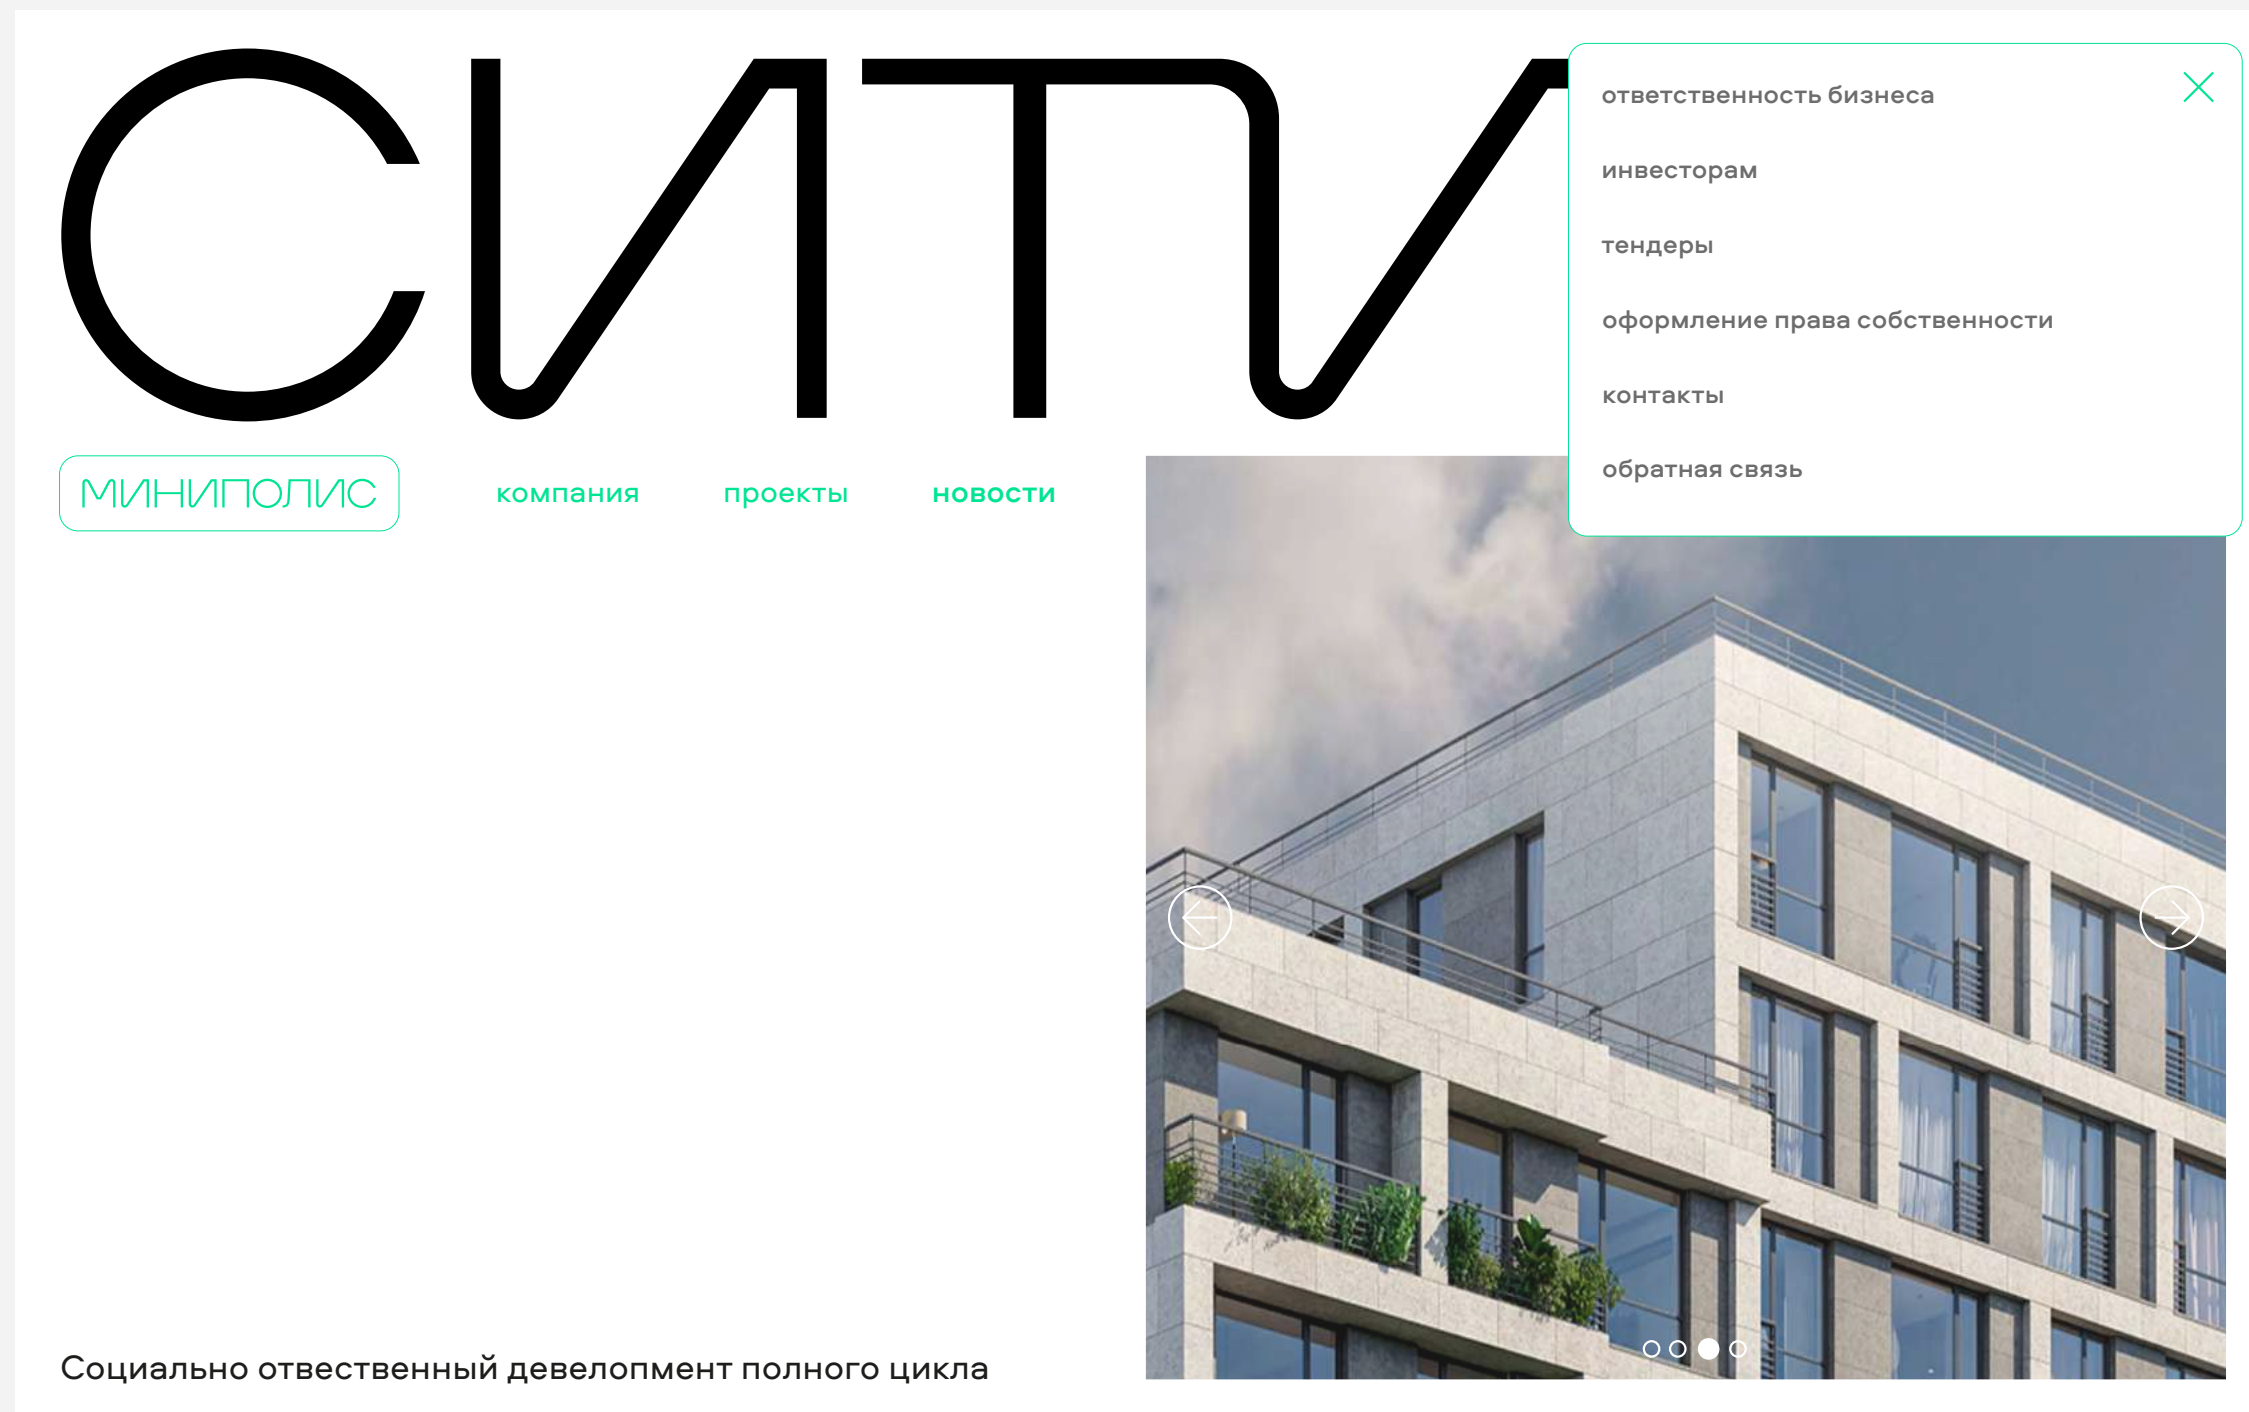 СИТИ
ответственность бизнеса
инвесторам
тендеры
оформление права собственности
контакты
обратная связь
МИНИПОЛИС
компания
проекты
новости
Социально отвественный девелопмент полного цикла